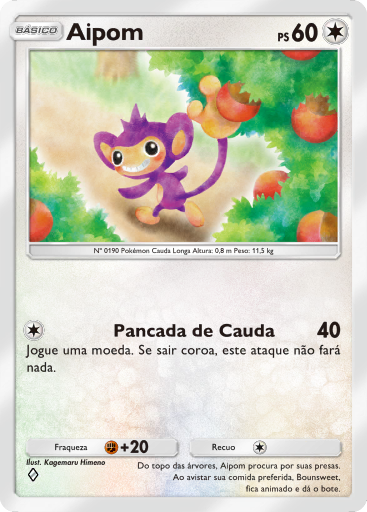 BÁSICO Aipom PS 60
Nº 0190 Pokémon Cauda Longa Altura: 0,8 m Peso: 11,5 kg
Pancada de Cauda 40
Jogue uma moeda. Se sair coroa, este ataque não fará
nada.
Fraqueza +20 Recuo
Ilust. Kagemaru Himeno
Do topo das árvores, Aipom procura por suas presas.
Ao avistar sua comida preferida, Bounsweet,
fica animado e dá o bote.